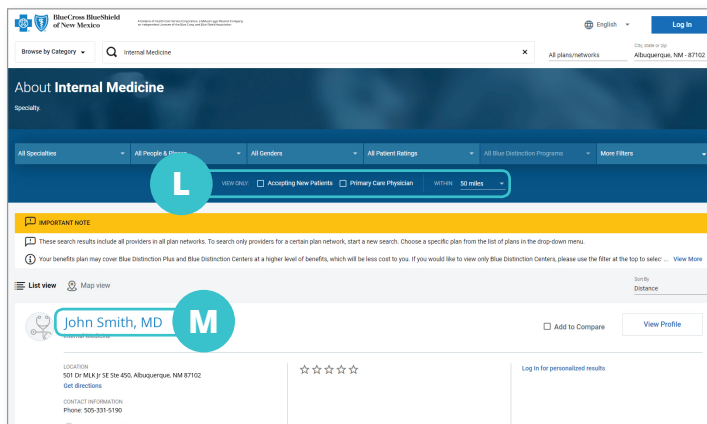 BlueCross BlueShield
of New Mexico
English
Log In
Browse by Category
Internal Medicine
×
All plans/networks
City, state or zip
Albuquerque, NM - 87102
About Internal Medicine
Specialty.
All Specialties
All People & Places
All Genders
All Patient Ratings
All Blue Distinction Programs
More Filters
L
VIEW ONLY: Accepting New Patients Primary Care Physician WITHIN: 50 miles
IMPORTANT NOTE
These search results include all providers in all plan networks. To search only providers for a certain plan network, start a new search. Choose a specific plan from the list of plans in the drop-down menu.
Your benefits plan may cover Blue Distinction Plus and Blue Distinction Centers at a higher level of benefits, which will be less cost to you. If you would like to view only Blue Distinction Centers, please use the filter at the top to selec ... View More
List view
Map view
Sort By
Distance
John Smith, MD
M
Internal Medicine
Add to Compare
View Profile
LOCATION
501 Dr MLK Jr SE Ste 450, Albuquerque, NM 87102
Get directions
Log In for personalized results
CONTACT INFORMATION
Phone: 505-331-5190